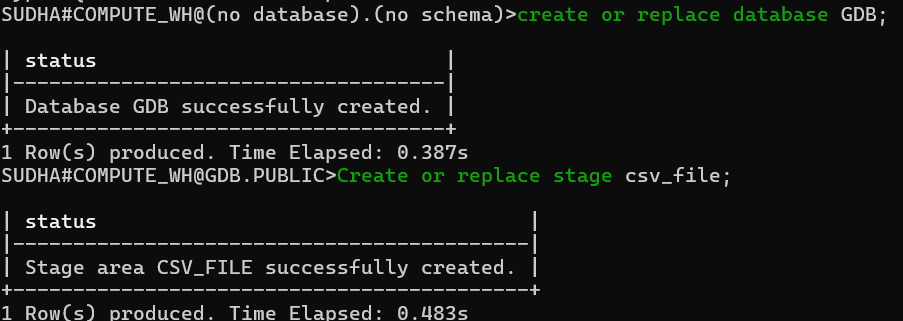 SUDHA#COMPUTE_WH@(no database).(no schema)>create or replace database GDB;
| status                             |
|------------------------------------|
| Database GDB successfully created. |
+------------------------------------+
1 Row(s) produced. Time Elapsed: 0.387s
SUDHA#COMPUTE_WH@GDB.PUBLIC>Create or replace stage csv_file;
| status                                    |
|-------------------------------------------|
| Stage area CSV_FILE successfully created. |
+-------------------------------------------+
1 Row(s) produced. Time Elapsed: 0.483s